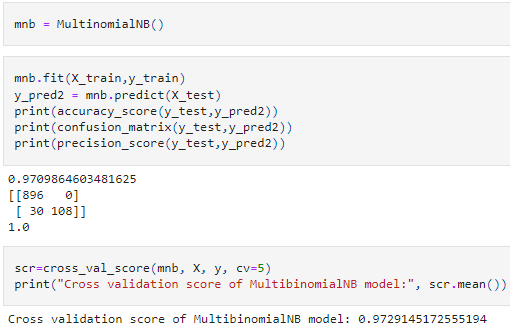 mnb = MultinomialNB()
mnb.fit(X_train,y_train)
y_pred2 = mnb.predict(X_test)
print(accuracy_score(y_test,y_pred2))
print(confusion_matrix(y_test,y_pred2))
print(precision_score(y_test,y_pred2))
0.9709864603481625
[[896   0]
 [ 30 108]]
1.0
scr=cross_val_score(mnb, X, y, cv=5)
print("Cross validation score of MultibinomialNB model:", scr.mean())
Cross validation score of MultibinomialNB model: 0.9729145172555194